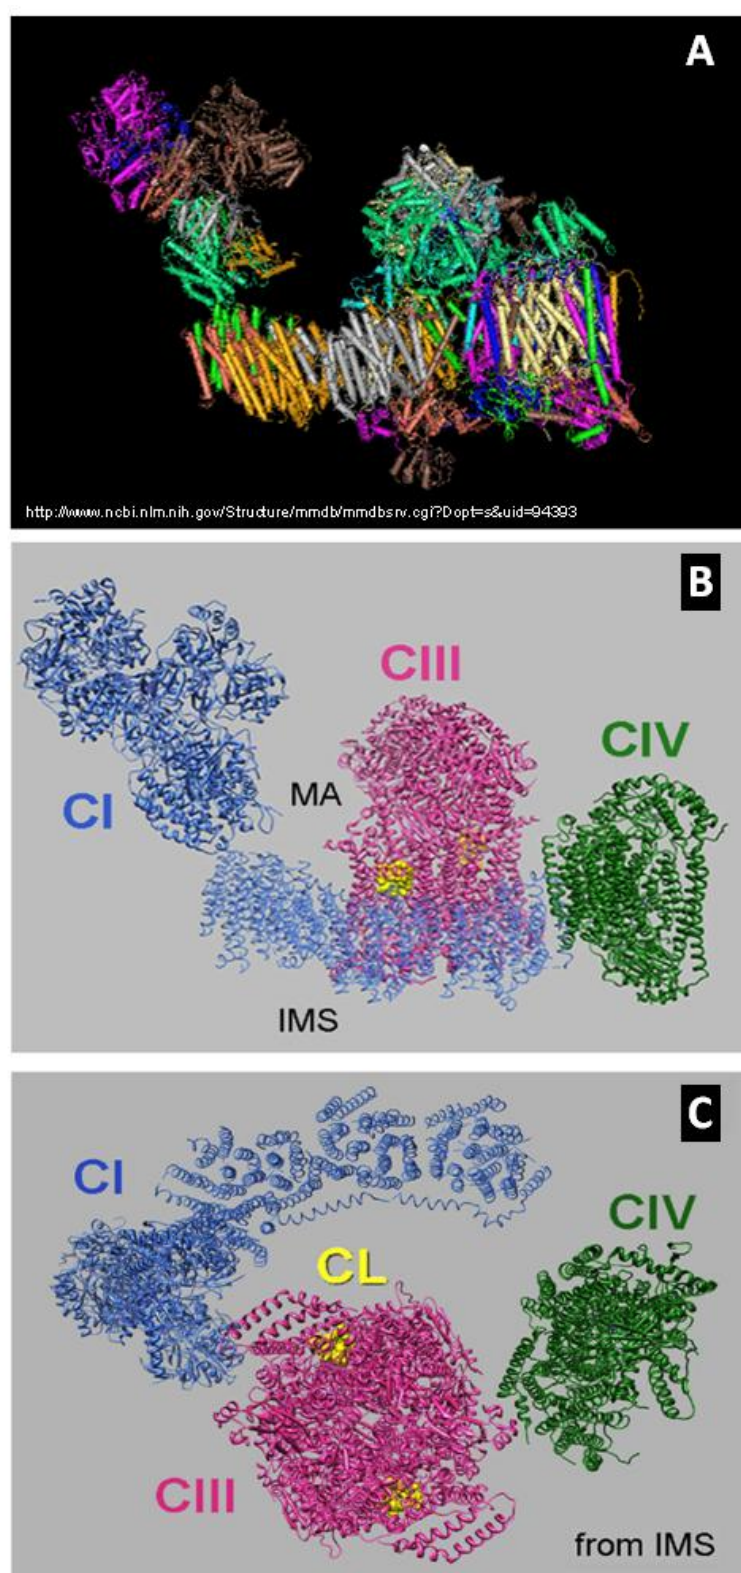 A
http://www.ncbi.nlm.nih.gov/Structure/mmdb/mmdbsrv.cgi?Dopt=s&uid=94393
B
CIII
CIV
MA
CI
IMS
C
CI
CIV
CL
CIII
from IMS